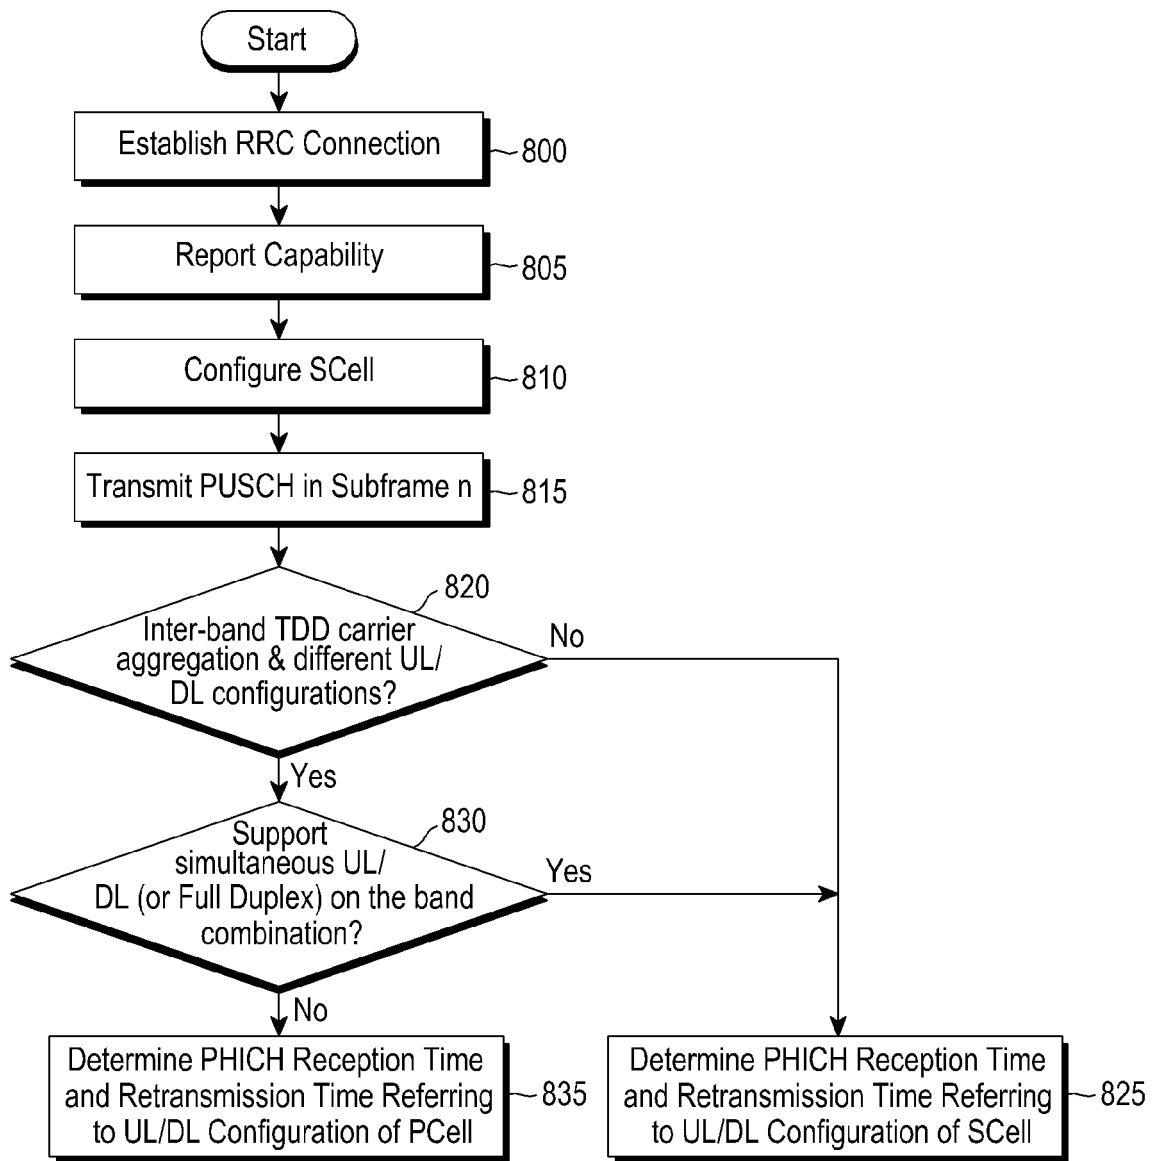 Start
Establish RRC Connection
800
Report Capability
805
Configure SCell
810
Transmit PUSCH in Subframe n
815
820
Inter-band TDD carrier
aggregation & different UL/
DL configurations?
No
Yes
830
Support
simultaneous UL/
DL (or Full Duplex) on the band
combination?
Yes
No
Determine PHICH Reception Time
and Retransmission Time Referring
to UL/DL Configuration of PCell
835
Determine PHICH Reception Time
and Retransmission Time Referring
to UL/DL Configuration of SCell
825